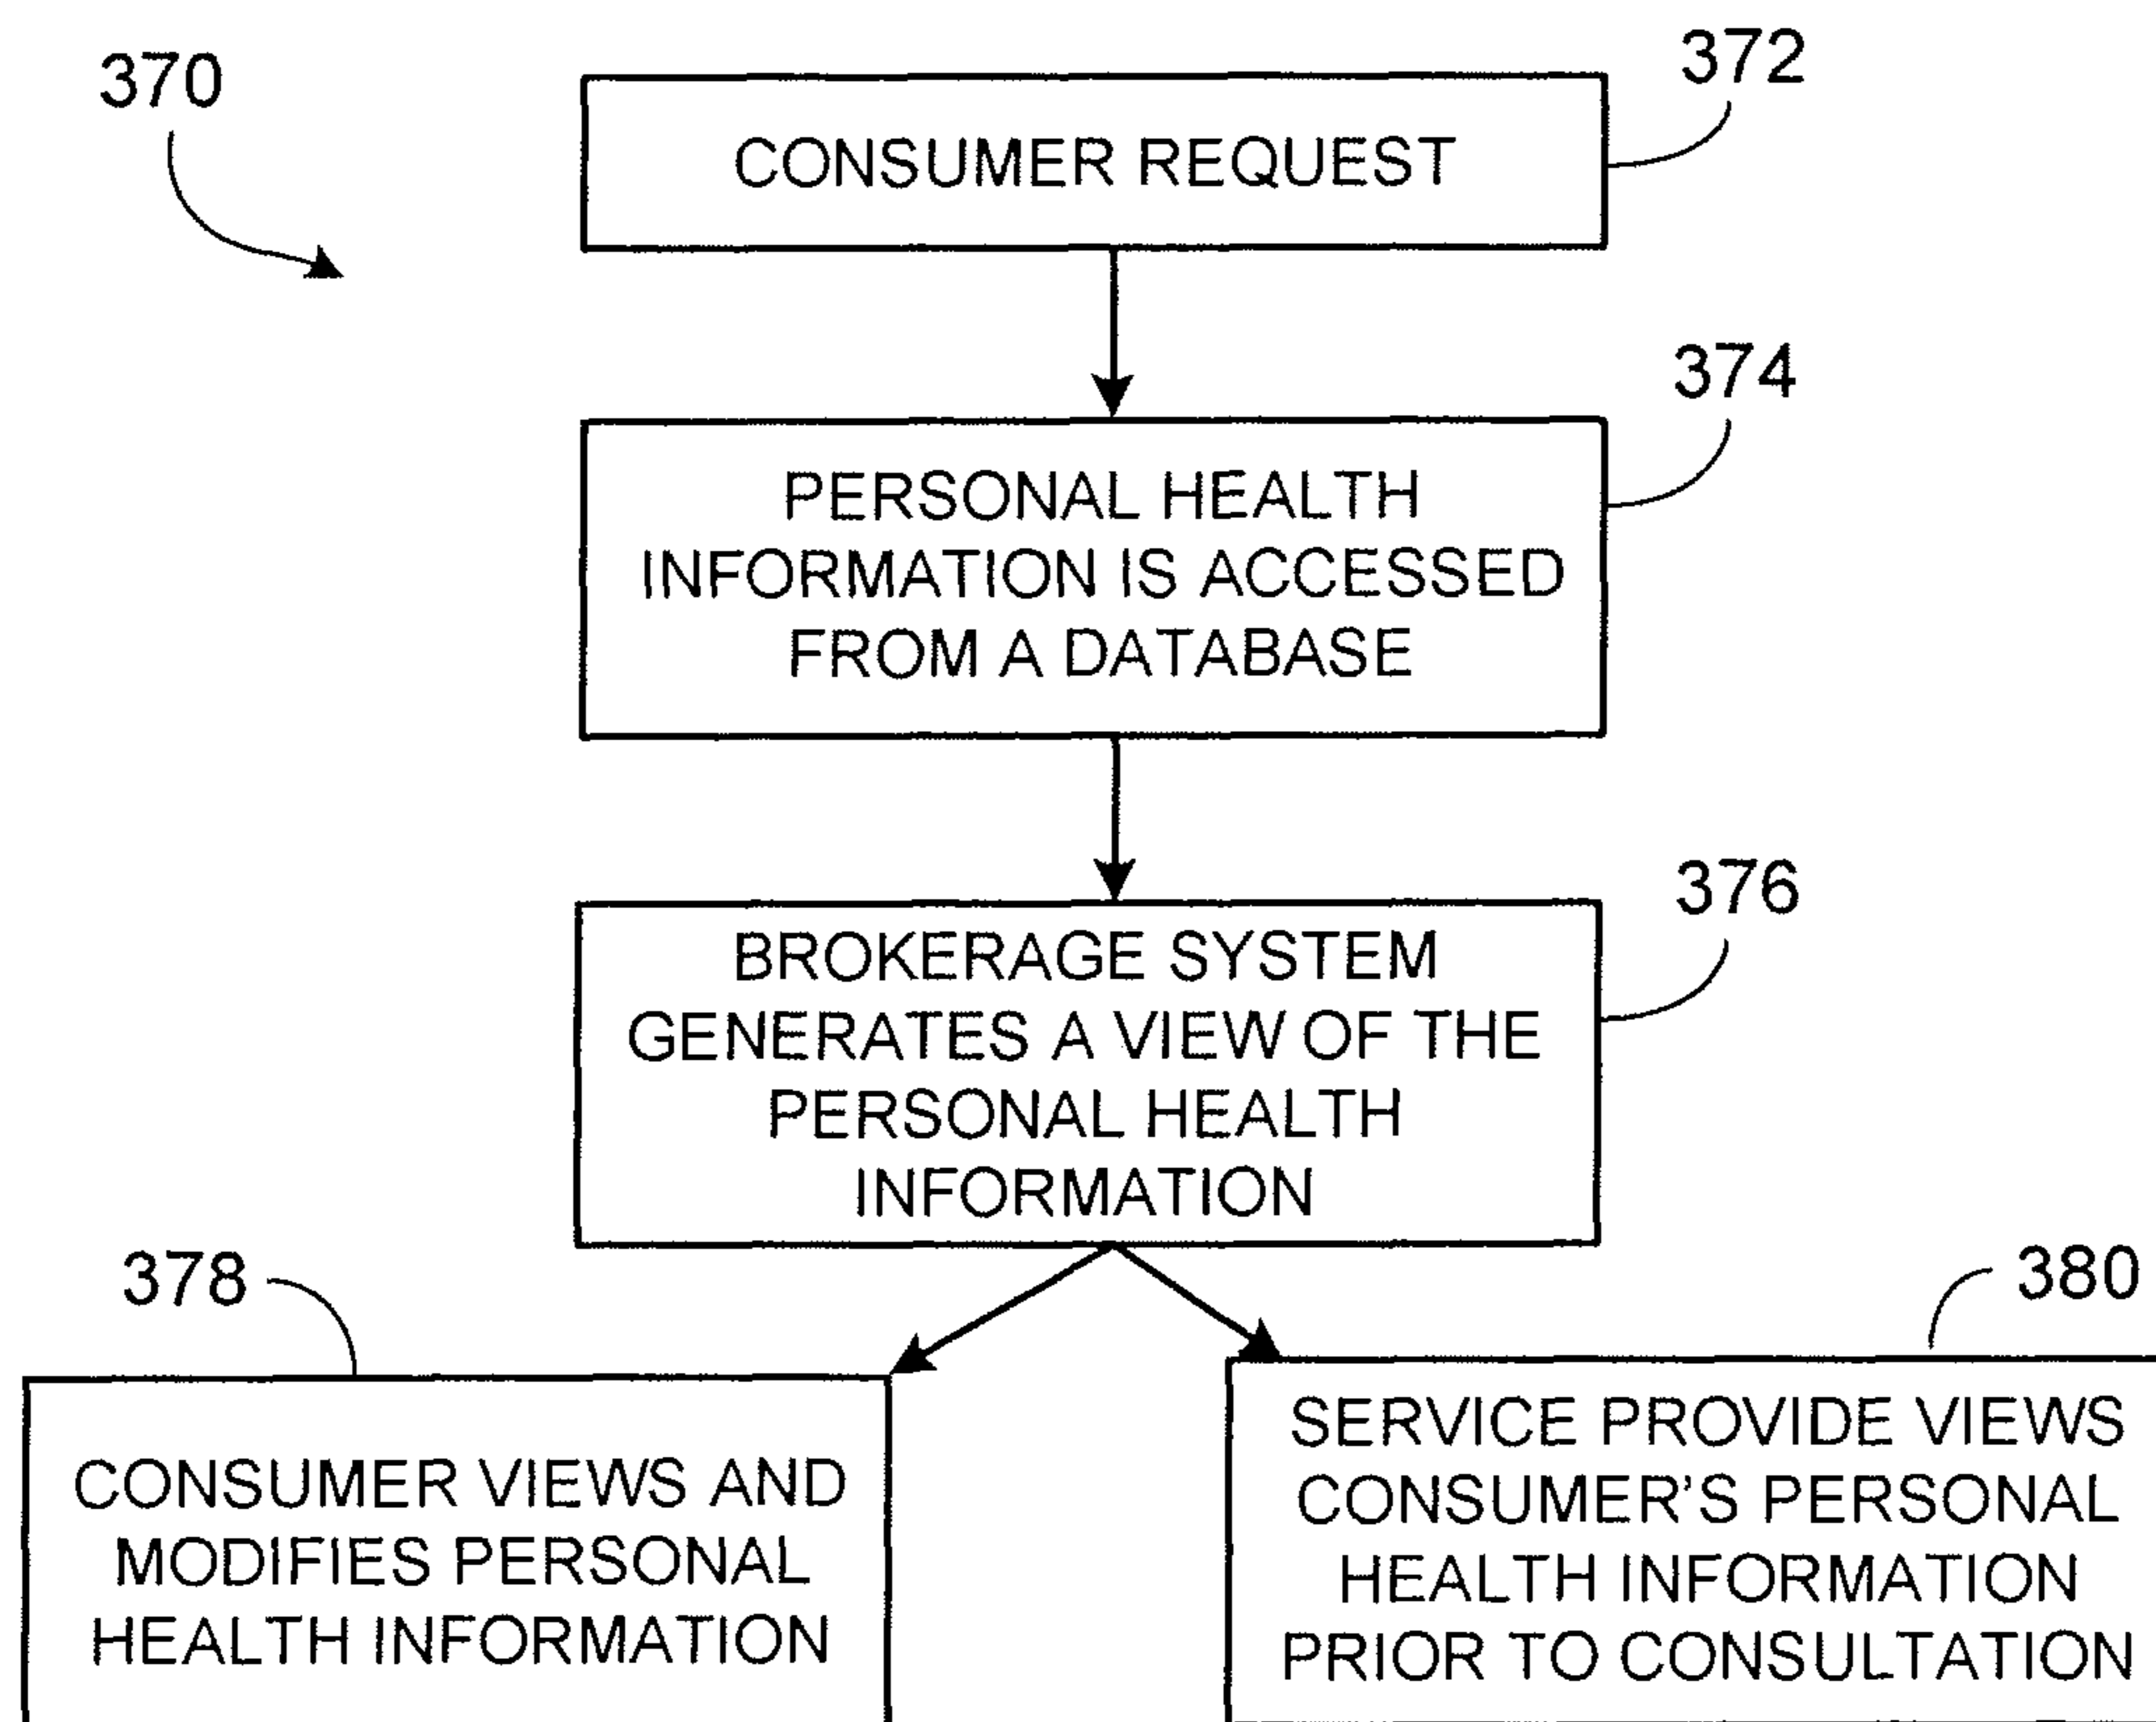 370
372
CONSUMER REQUEST
374
PERSONAL HEALTH
INFORMATION IS ACCESSED
FROM A DATABASE
376
BROKERAGE SYSTEM
GENERATES A VIEW OF THE
PERSONAL HEALTH
INFORMATION
378
CONSUMER VIEWS AND
MODIFIES PERSONAL
HEALTH INFORMATION
380
SERVICE PROVIDE VIEWS
CONSUMER'S PERSONAL
HEALTH INFORMATION
PRIOR TO CONSULTATION